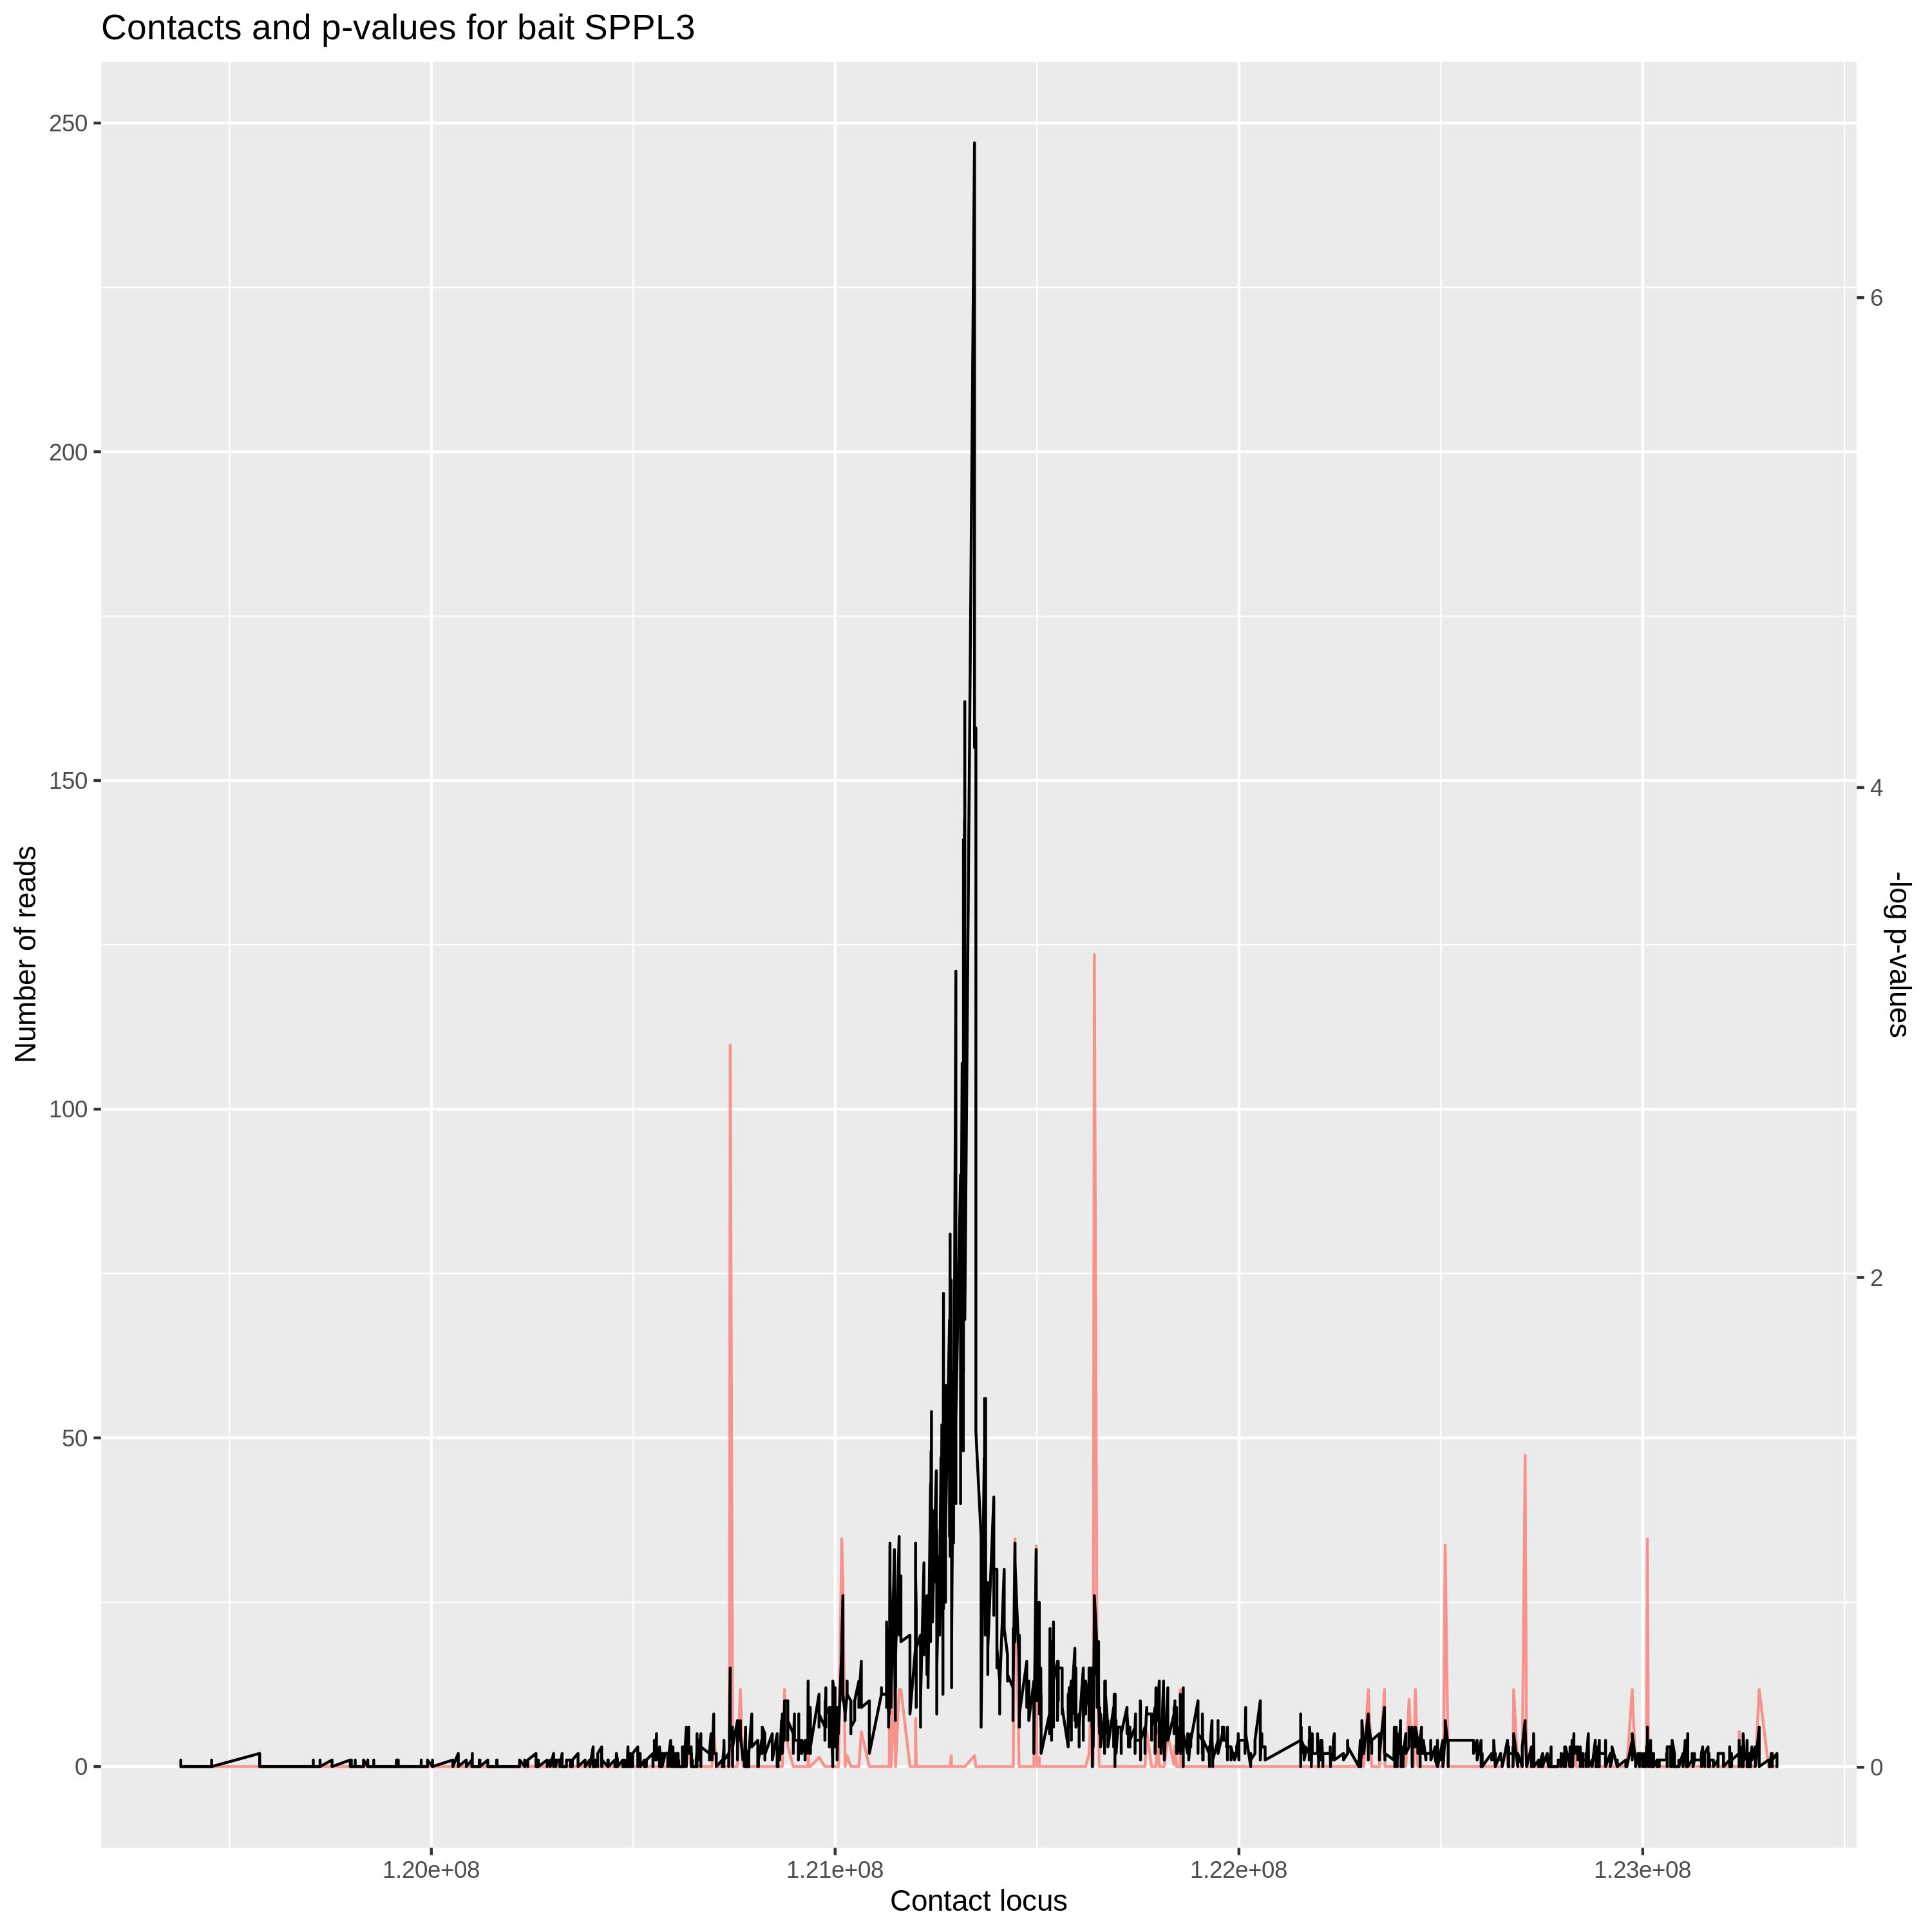 Contacts and p-values for bait SPPL3
250
200
150
100
50
0
Number of reads
6
4
2
0
-log p-values
1.20e+08
1.21e+08
1.22e+08
1.23e+08
Contact locus